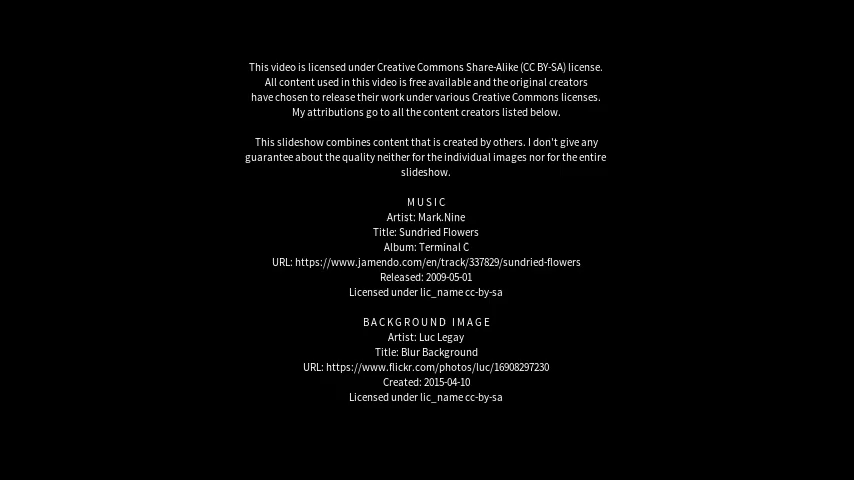 This video is licensed under Creative Commons Share-Alike (CC BY-SA) license.
All content used in this video is free available and the original creators
have chosen to release their work under various Creative Commons licenses.
My attributions go to all the content creators listed below.
This slideshow combines content that is created by others. I don't give any
guarantee about the quality neither for the individual images nor for the entire
slideshow.
MUSIC
Artist: Mark.Nine
Title: Sundried Flowers
Album: Terminal C
URL: https://www.jamendo.com/en/track/337829/sundried-flowers
Released: 2009-05-01
Licensed under lic_name cc-by-sa
BACKGROUND IMAGE
Artist: Luc Legay
Title: Blur Background
URL: https://www.flickr.com/photos/luc/16908297230
Created: 2015-04-10
Licensed under lic_name cc-by-sa